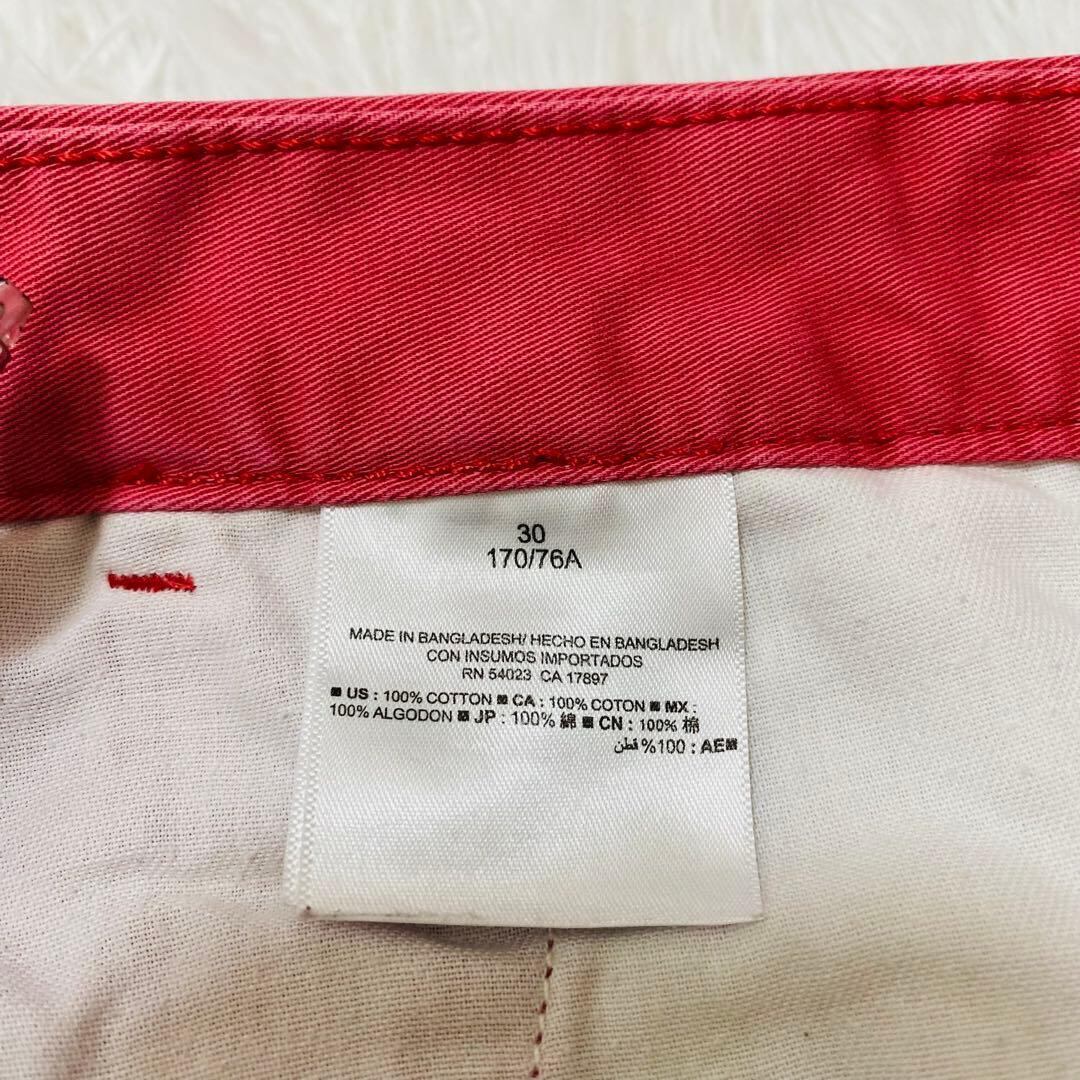 30
170/76A
MADE IN BANGLADESH/ HECHO EN BANGLADESH
CON INSUMOS IMPORTADOS
RN 54023 CA 17897
■ US : 100% COTTON ■ CA : 100% COTON ■ MX :
100% ALGODON ■ JP : 100% 綿 ■ CN : 100% 棉
■AE : 100% قطن